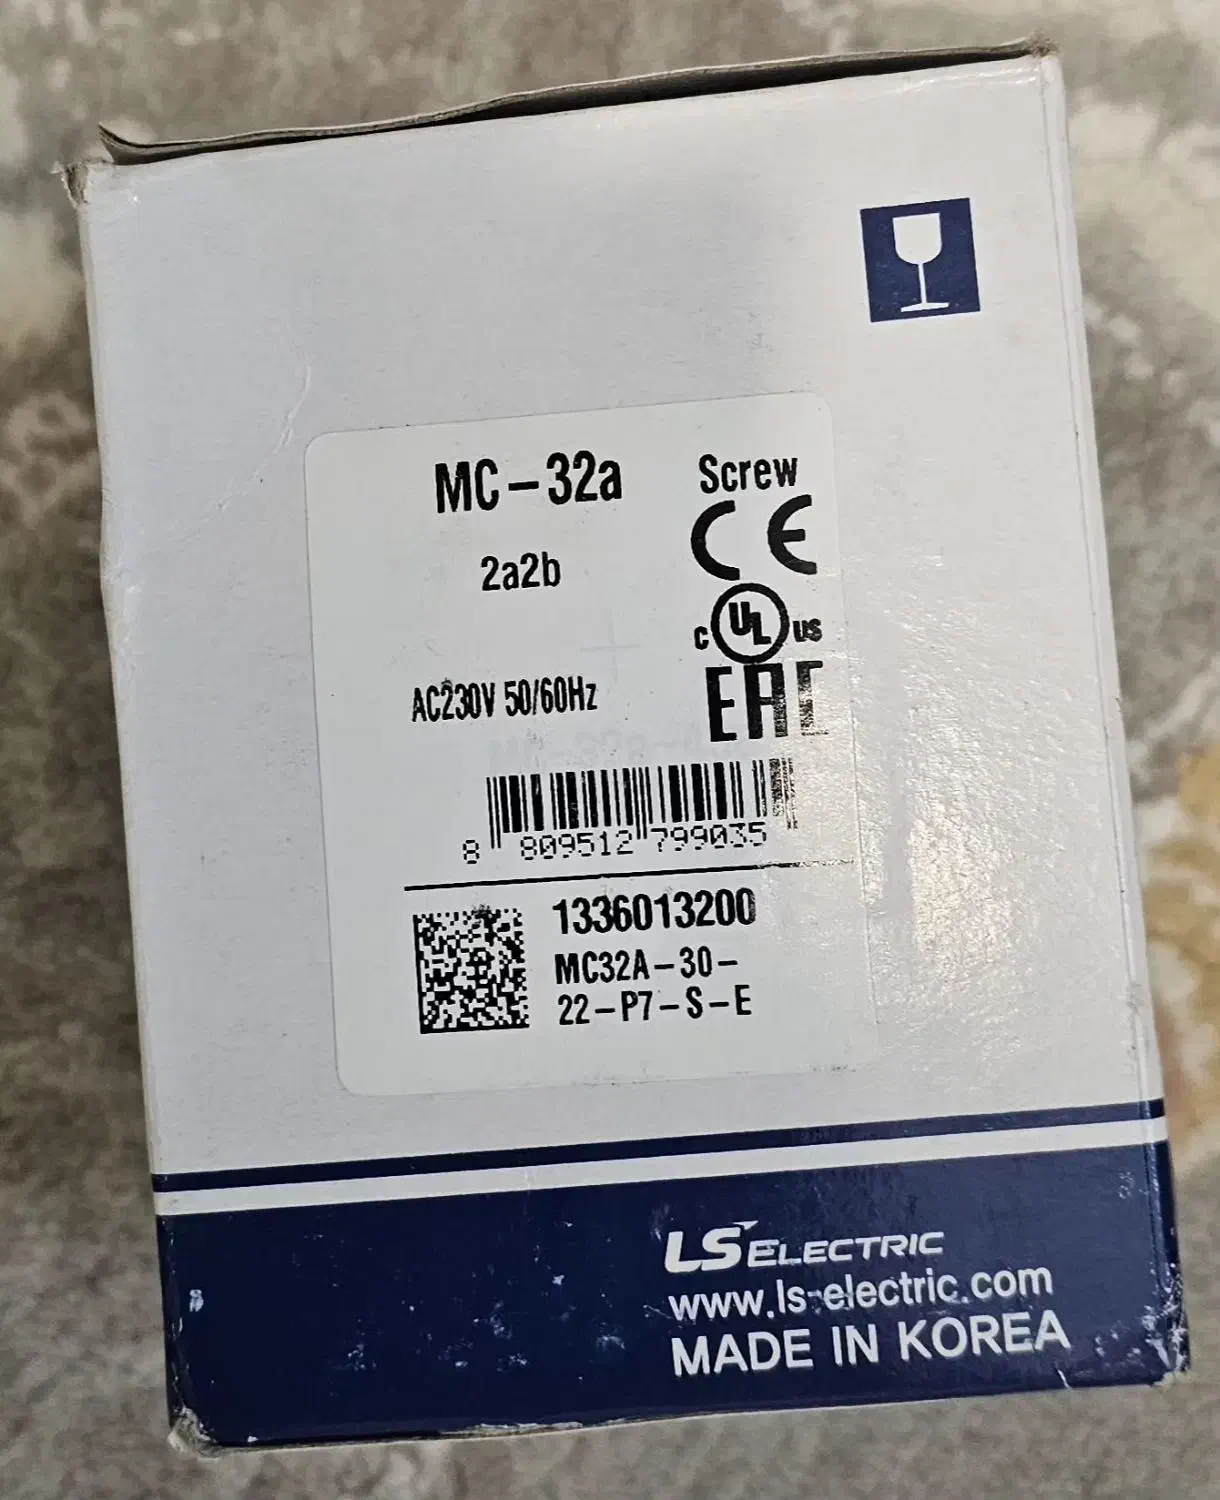 MC-32a
Screw
CE
2a2b
c UL us
AC230V 50/60Hz
EAC
8 809512 799035
1336013200
MC32A-30-
22-P7-S-E
LS ELECTRIC
www.ls-electric.com
MADE IN KOREA